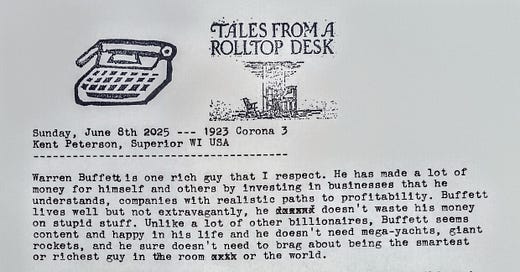 TALES FROM A
ROLLTOP DESK
Sunday, June 8th 2025 --- 1923 Corona 3
Kent Peterson, Superior WI USA
----------------------------------------
Warren Buffett is one rich guy that I respect. He has made a lot of
money for himself and others by investing in businesses that he
understands, companies with realistic paths to profitability. Buffett
lives well but not extravagantly, he doesn't waste his money
on stupid stuff. Unlike a lot of other billionaires, Buffett seems
content and happy in his life and he doesn't need mega-yachts, giant
rockets, and he sure doesn't need to brag about being the smartest
or richest guy in the room or the world.